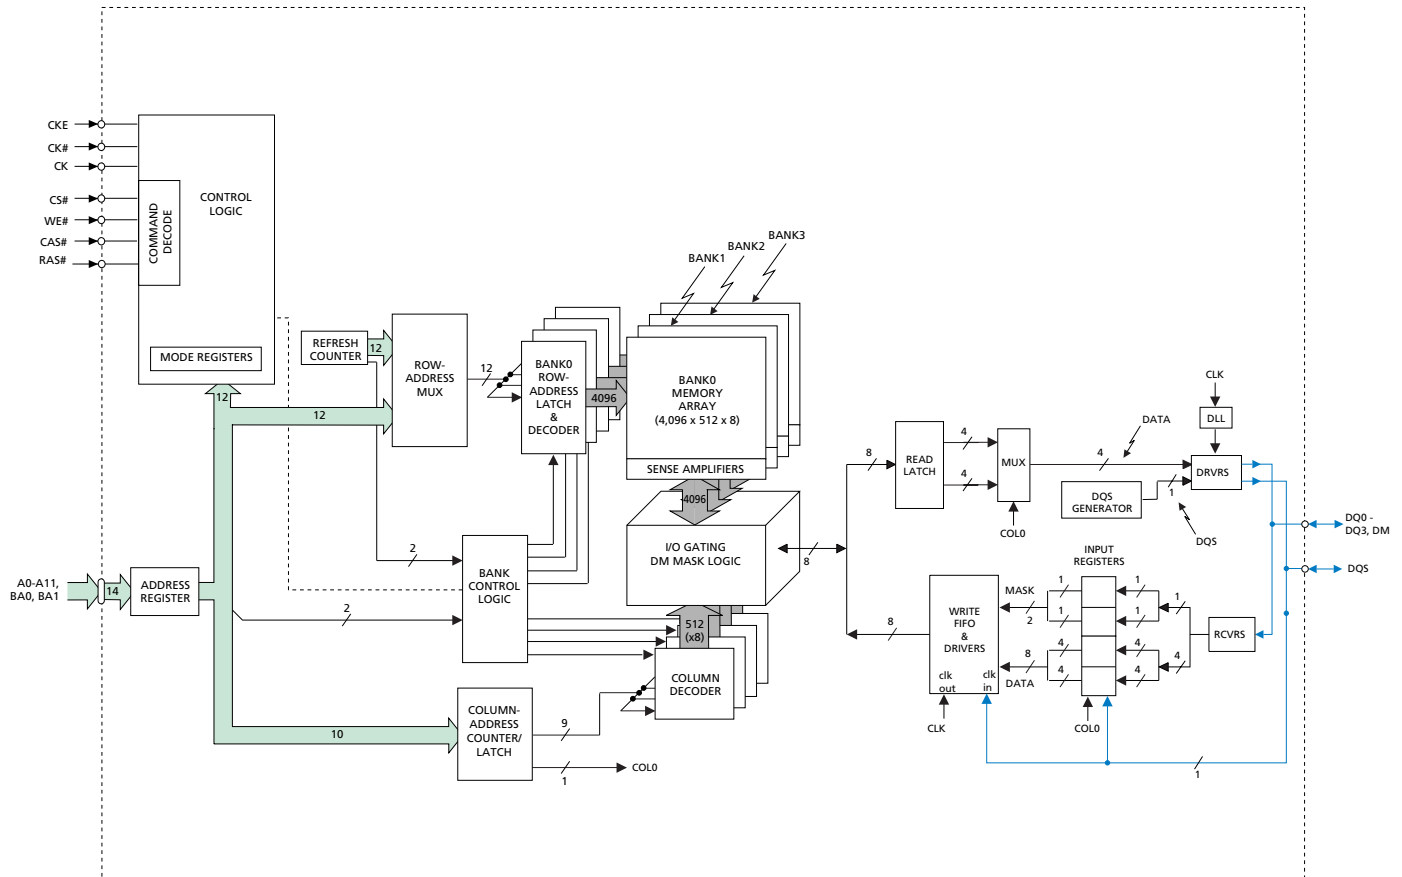 CKE
CK#
CK
CS#
WE#
CAS#
RAS#
COMMAND
DECODE
CONTROL
LOGIC
MODE REGISTERS
12
REFRESH
COUNTER
12
12
ROW-
ADDRESS
MUX
12
BANK0
ROW-
ADDRESS
LATCH
&
DECODER
4096
BANK1
BANK2
BANK3
BANK0
MEMORY
ARRAY
(4,096 x 512 x 8)
SENSE AMPLIFIERS
4096
I/O GATING
DM MASK LOGIC
8
2
2
BANK
CONTROL
LOGIC
A0-A11,
BA0, BA1
14
ADDRESS
REGISTER
512
(x8)
COLUMN
DECODER
10
COLUMN-
ADDRESS
COUNTER/
LATCH
9
1
COL0
8
READ
LATCH
4
4
MUX
COL0
4
DATA
DQS
GENERATOR
1
DQS
CLK
DLL
DRVRS
DQ0 -
DQ3, DM
DQS
INPUT
REGISTERS
8
WRITE
FIFO
&
DRIVERS
clk
out
clk
in
CLK
MASK
2
8
DATA
1
1
4
4
1
1
4
4
1
4
RCVRS
COL0
1